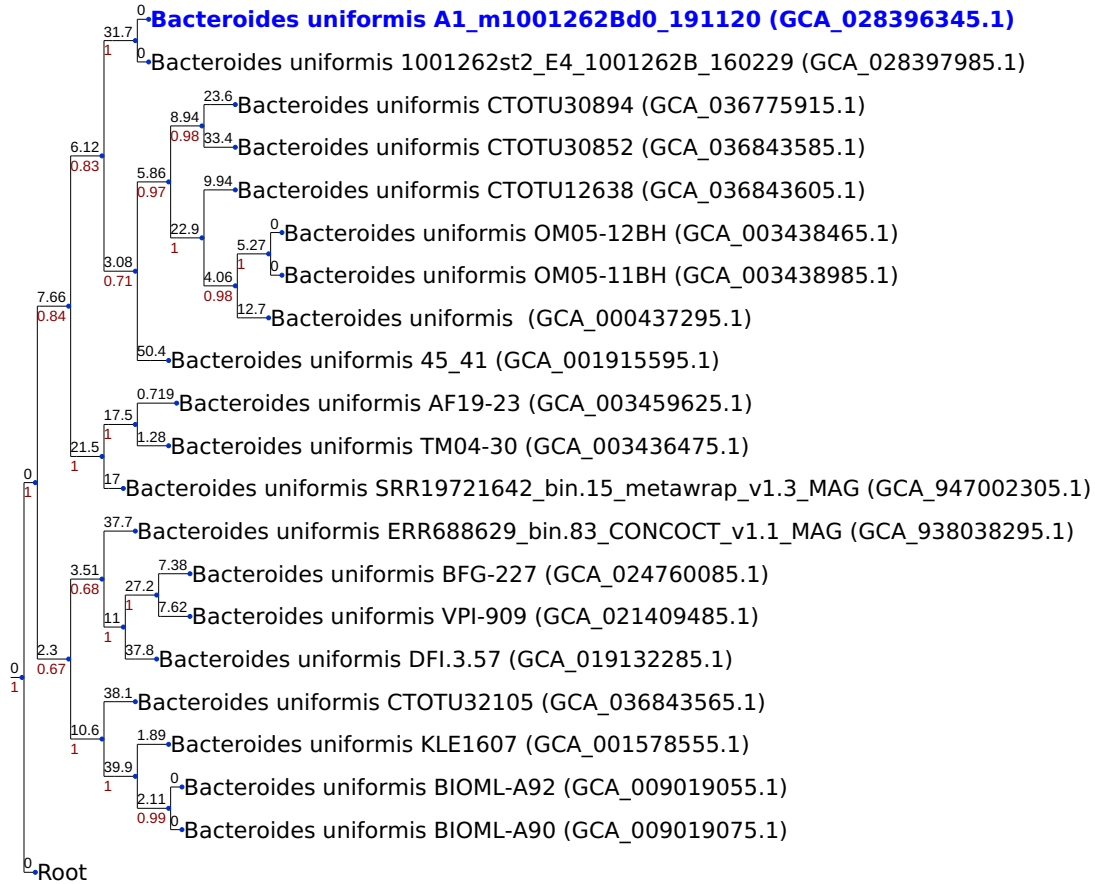 0
Bacteroides uniformis A1_m1001262Bd0_191120 (GCA_028396345.1)
31.7
1
0
Bacteroides uniformis 1001262st2_E4_1001262B_160229 (GCA_028397985.1)
23.6
Bacteroides uniformis CTOTU30894 (GCA_036775915.1)
8.94
0.98
33.4
Bacteroides uniformis CTOTU30852 (GCA_036843585.1)
6.12
0.83
5.86
0.97
9.94
Bacteroides uniformis CTOTU12638 (GCA_036843605.1)
22.9
1
0
Bacteroides uniformis OM05-12BH (GCA_003438465.1)
5.27
1
3.08
0.71
0
Bacteroides uniformis OM05-11BH (GCA_003438985.1)
4.06
0.98
7.66
0.84
12.7
Bacteroides uniformis (GCA_000437295.1)
50.4
Bacteroides uniformis 45_41 (GCA_001915595.1)
0.719
Bacteroides uniformis AF19-23 (GCA_003459625.1)
17.5
1
1.28
Bacteroides uniformis TM04-30 (GCA_003436475.1)
21.5
1
0
1
17
Bacteroides uniformis SRR19721642_bin.15_metawrap_v1.3_MAG (GCA_947002305.1)
37.7
Bacteroides uniformis ERR688629_bin.83_CONCOCT_v1.1_MAG (GCA_938038295.1)
3.51
0.68
7.38
Bacteroides uniformis BFG-227 (GCA_024760085.1)
27.2
1
7.62
Bacteroides uniformis VPI-909 (GCA_021409485.1)
11
1
2.3
0.67
37.8
Bacteroides uniformis DFI.3.57 (GCA_019132285.1)
0
1
38.1
Bacteroides uniformis CTOTU32105 (GCA_036843565.1)
10.6
1
1.89
Bacteroides uniformis KLE1607 (GCA_001578555.1)
39.9
1
0
Bacteroides uniformis BIOML-A92 (GCA_009019055.1)
2.11
0.99
0
Bacteroides uniformis BIOML-A90 (GCA_009019075.1)
0
Root